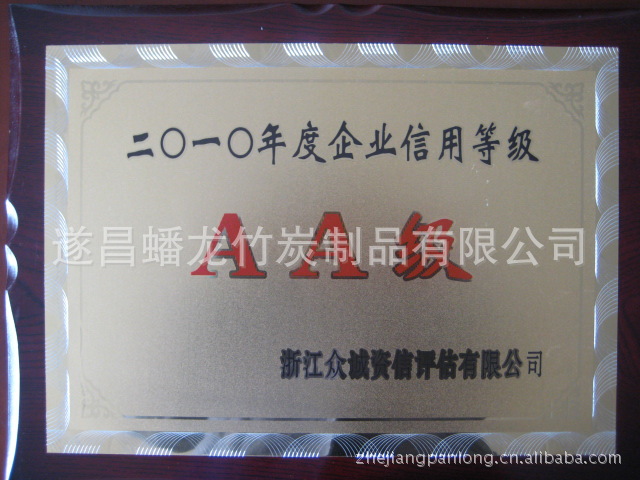 二〇一〇年度企业信用等级
AA级
遂昌蟠龙竹炭制品有限公司
浙江众诚资信评估有限公司
zhejiangpanlong.cn.alibaba.com